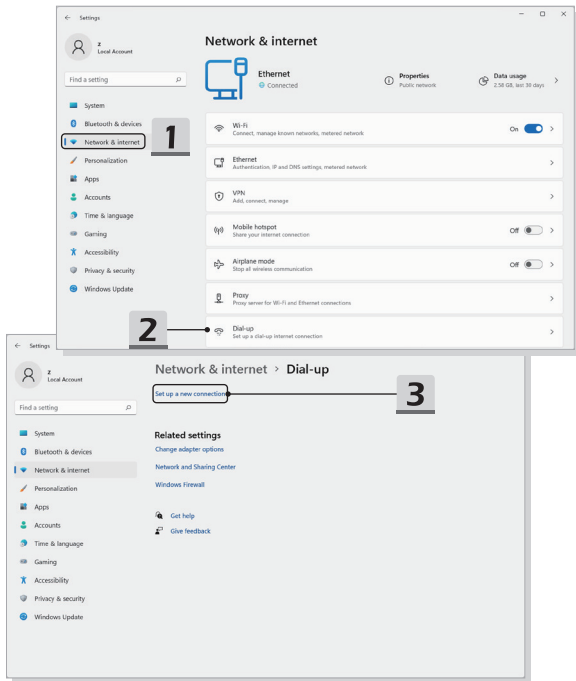 Settings
z
Local Account
Find a setting
System
Bluetooth & devices
Network & internet
Personalization
Apps
Accounts
Time & language
Gaming
Accessibility
Privacy & security
Windows Update
1
Network & internet
Ethernet
Connected
Properties
Public network
Data usage
2.58 GB, last 30 days
Wi-Fi
Connect, manage known networks, metered network
On
Ethernet
Authentication, IP and DNS settings, metered network
VPN
Add, connect, manage
Mobile hotspot
Share your internet connection
Off
Airplane mode
Stop all wireless communication
Off
Proxy
Proxy server for Wi-Fi and Ethernet connections
2
Dial-up
Set up a dial-up internet connection
Settings
z
Local Account
Find a setting
System
Bluetooth & devices
Network & internet
Personalization
Apps
Accounts
Time & language
Gaming
Accessibility
Privacy & security
Windows Update
Network & internet > Dial-up
Set up a new connection
3
Related settings
Change adapter options
Network and Sharing Center
Windows Firewall
Get help
Give feedback